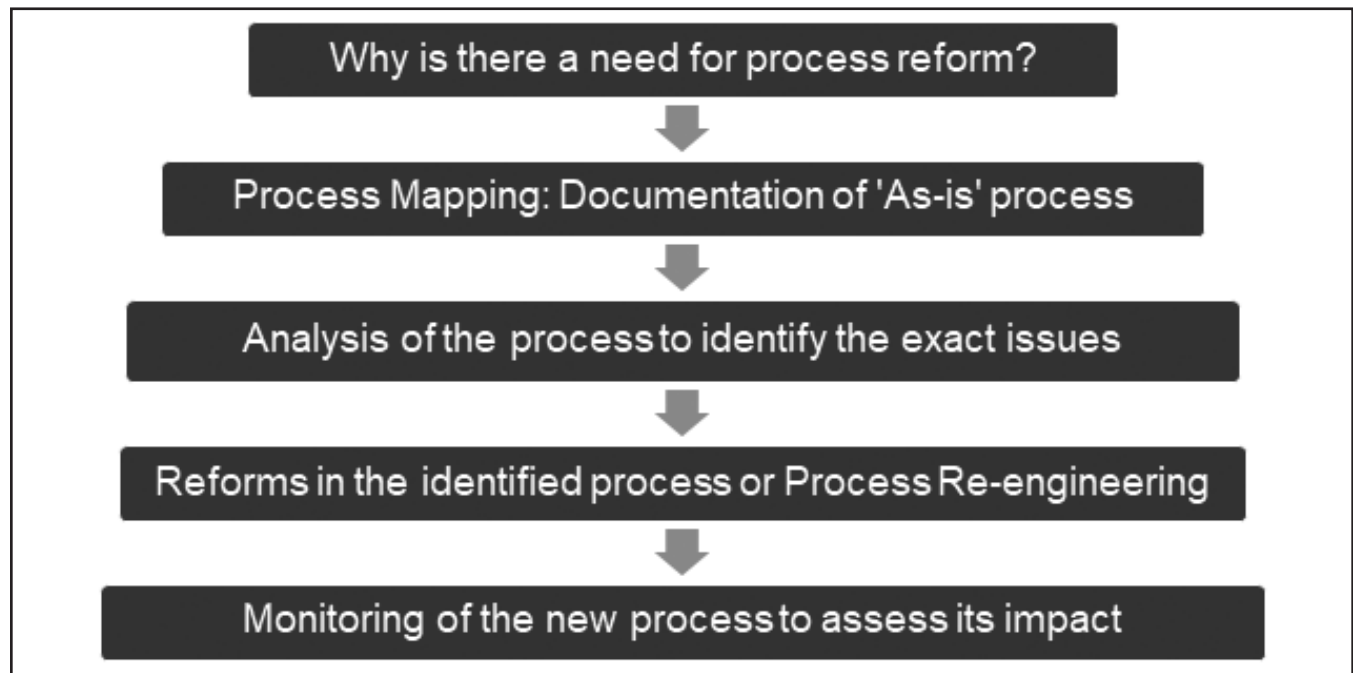 Why is there a need for process reform?
Process Mapping: Documentation of 'As-is' process
Analysis of the process to identify the exact issues
Reforms in the identified process or Process Re-engineering
Monitoring of the new process to assess its impact